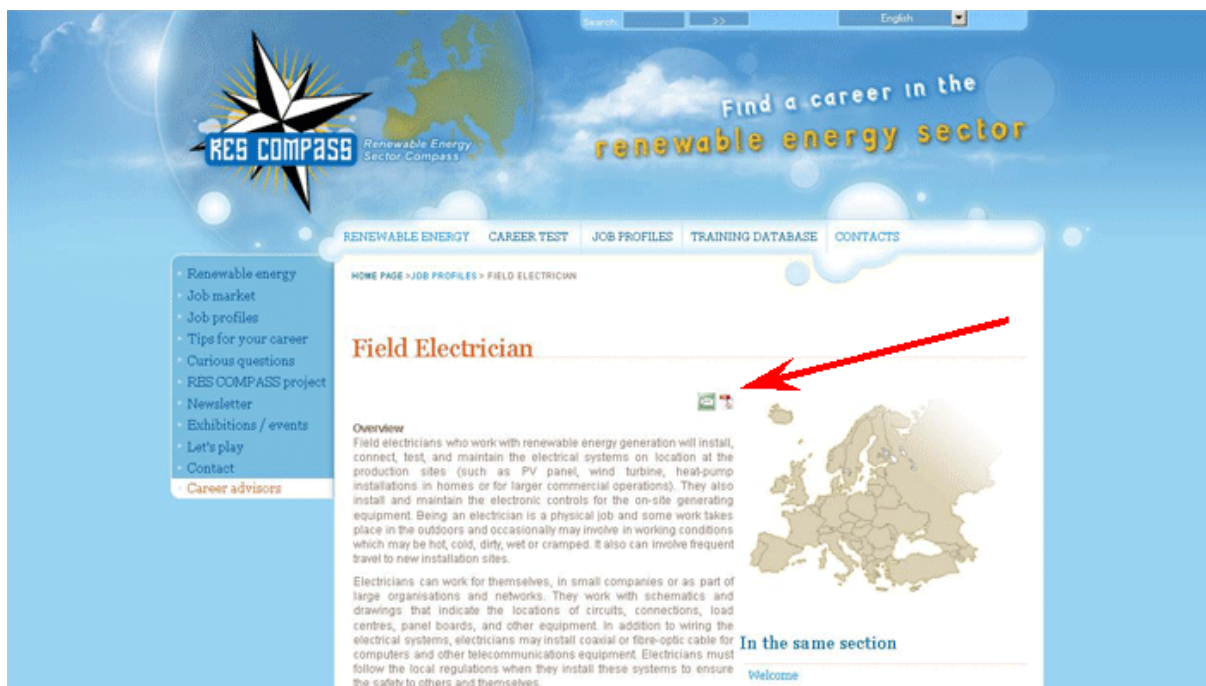 Search:
>>
English
Find a career in the
renewable energy sector
RES COMPASS
Renewable Energy
Sector Compass
RENEWABLE ENERGY
CAREER TEST
JOB PROFILES
TRAINING DATABASE
CONTACTS
Renewable energy
Job market
Job profiles
Tips for your career
Curious questions
RES COMPASS project
Newsletter
Exhibitions / events
Let's play
Contact
Career advisors
HOME PAGE >JOB PROFILES > FIELD ELECTRICIAN
Field Electrician
Overview
Field electricians who work with renewable energy generation will install,
connect, test, and maintain the electrical systems on location at the
production sites (such as PV panel, wind turbine, heat-pump
installations in homes or for larger commercial operations). They also
install and maintain the electronic controls for the on-site generating
equipment. Being an electrician is a physical job and some work takes
place in the outdoors and occasionally may involve in working conditions
which may be hot, cold, dirty, wet or cramped. It also can involve frequent
travel to new installation sites.
Electricians can work for themselves, in small companies or as part of
large organisations and networks. They work with schematics and
drawings that indicate the locations of circuits, connections, load
centres, panel boards, and other equipment. In addition to wiring the
electrical systems, electricians may install coaxial or fibre-optic cable for
computers and other telecommunications equipment. Electricians must
follow the local regulations when they install these systems to ensure
the safety to others and themselves.
In the same section
Welcome